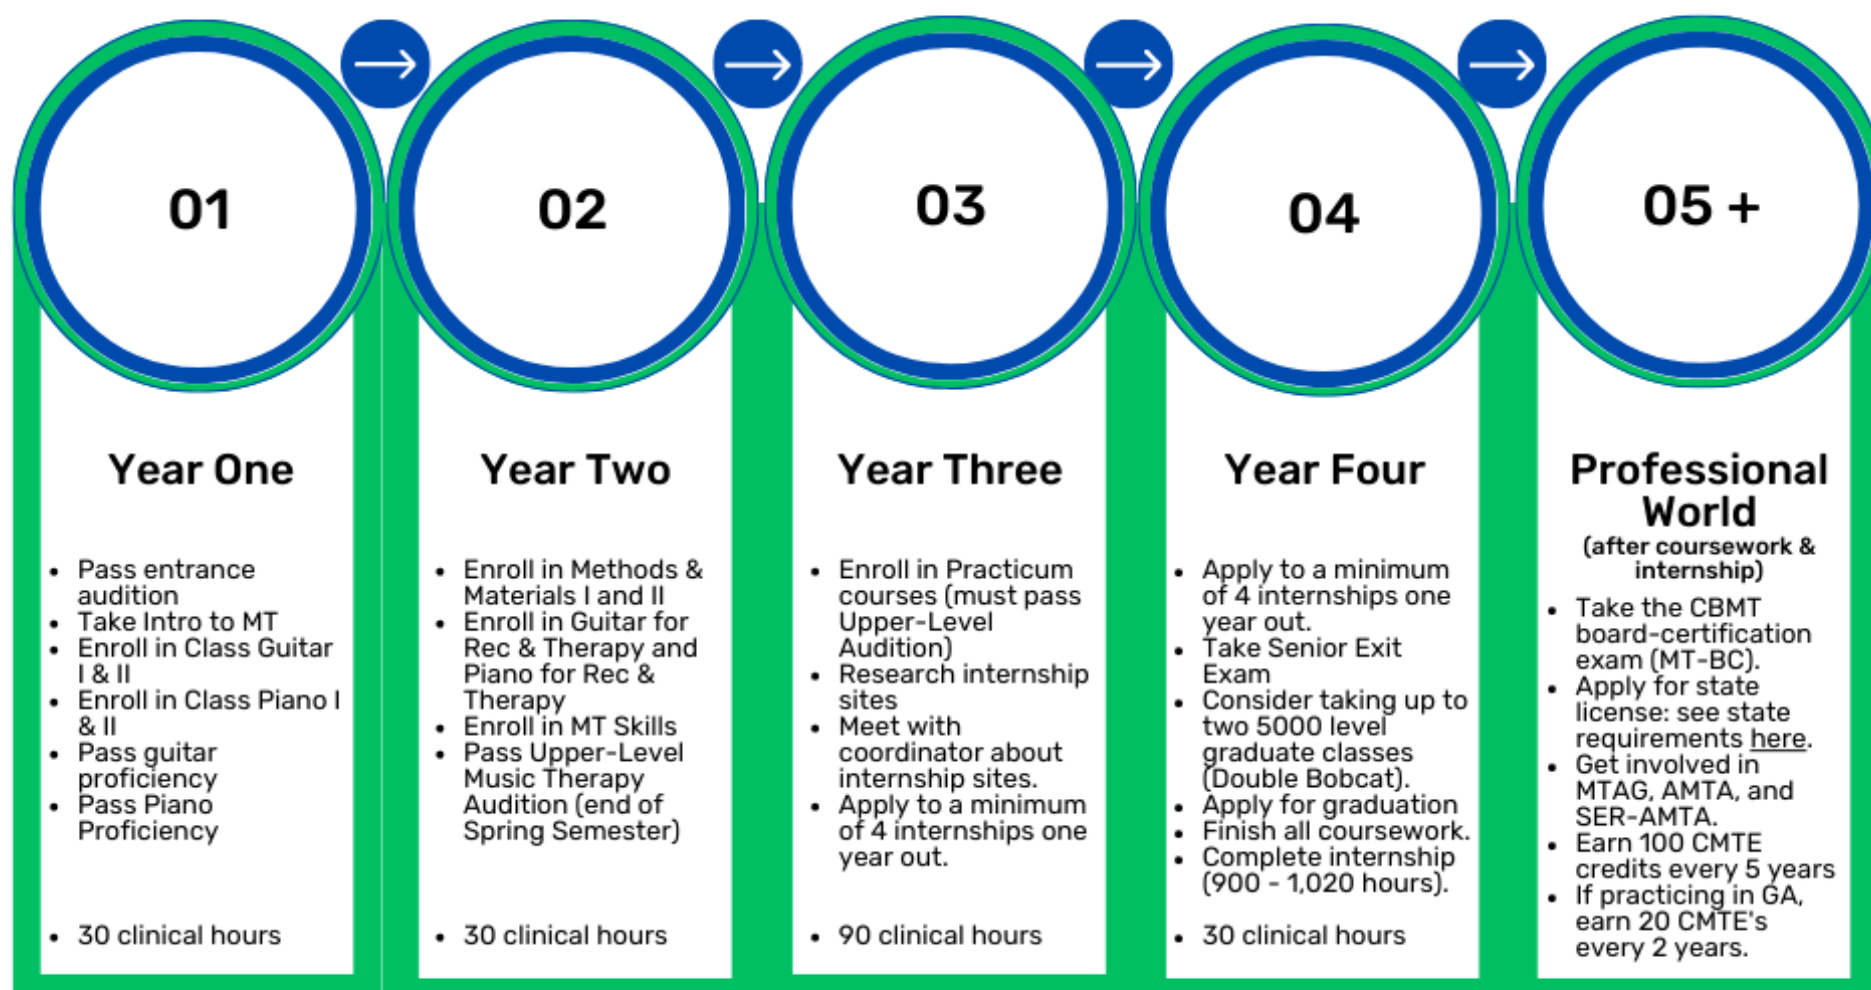 01
Year One
• Pass entrance
audition
• Take Intro to MT
• Enroll in Class Guitar
I & II
• Enroll in Class Piano I
& II
• Pass guitar
proficiency
• Pass Piano
Proficiency
• 30 clinical hours
02
Year Two
• Enroll in Methods &
Materials I and II
• Enroll in Guitar for
Rec & Therapy and
Piano for Rec &
Therapy
• Enroll in MT Skills
• Pass Upper-Level
Music Therapy
Audition (end of
Spring Semester)
• 30 clinical hours
03
Year Three
• Enroll in Practicum
courses (must pass
Upper-Level
Audition)
• Research internship
sites
• Meet with
coordinator about
internship sites.
• Apply to a minimum
of 4 internships one
year out.
• 90 clinical hours
04
Year Four
• Apply to a minimum
of 4 internships one
year out.
• Take Senior Exit
Exam
• Consider taking up to
two 5000 level
graduate classes
(Double Bobcat).
• Apply for graduation
• Finish all coursework.
• Complete internship
(900 - 1,020 hours).
• 30 clinical hours
05 +
Professional
World
(after coursework &
internship)
• Take the CBMT
board-certification
exam (MT-BC).
• Apply for state
license: see state
requirements here.
• Get involved in
MTAG, AMTA, and
SER-AMTA.
• Earn 100 CMTE
credits every 5 years
• If practicing in GA,
earn 20 CMTE's
every 2 years.